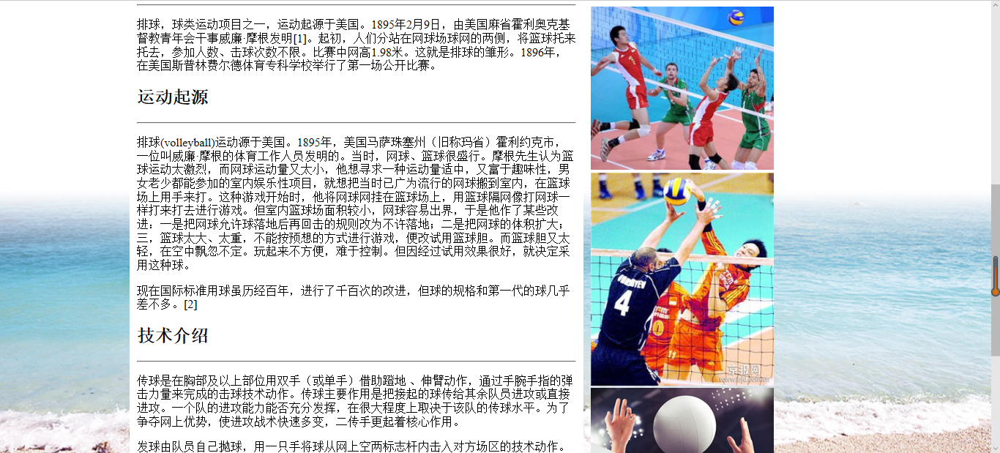 排球，球类运动项目之一，运动起源于美国。1895年2月9日，由美国麻省霍利奥克基
督教青年会干事威廉·摩根发明[1]。起初，人们分站在网球场球网的两侧，将篮球托来
托去，参加人数、击球次数不限。比赛中网高1.98米。这就是排球的雏形。1896年，
在美国斯普林费尔德体育专科学校举行了第一场公开比赛。
运动起源
排球(volleyball)运动源于美国。1895年，美国马萨珠塞州（旧称玛省）霍利约克市，
一位叫威廉·摩根的体育工作人员发明的。当时，网球、篮球很盛行。摩根先生认为篮
球运动太激烈，而网球运动量又太小，他想寻求一种运动量适中，又富于趣味性，男
女老少都能参加的室内娱乐性项目，就想把当时已广为流行的网球搬到室内，在篮球
场上用手来打。这种游戏开始时，他将网球网挂在篮球场上，用篮球隔网像打网球一
样打来打去进行游戏。但室内篮球场面积较小，网球容易出界，于是他作了某些改
进：一是把网球允许球落地后再回击的规则改为不许落地；二是把网球的体积扩大；
三，篮球太大、太重，不能按预想的方式进行游戏，便改试用篮球胆。而篮球胆又太
轻，在空中飘忽不定。玩起来不方便，难于控制。但因经过试用效果很好，就决定采
用这种球。
现在国际标准用球虽历经百年，进行了千百次的改进，但球的规格和第一代的球几乎
差不多。[2]
技术介绍
传球是在胸部及以上部位用双手（或单手）借助蹬地 、伸臂动作，通过手腕手指的弹
击力量来完成的击球技术动作。传球主要作用是把接起的球传给其余队员进攻或直接
进攻。一个队的进攻能力能否充分发挥，在很大程度上取决于该队的传球水平。为了
争夺网上优势，使进攻战术快速多变，二传手更起着核心作用。
发球由队员自己抛球，用一只手将球从网上空两标志杆内击入对方场区的技术动作。
4
京报网